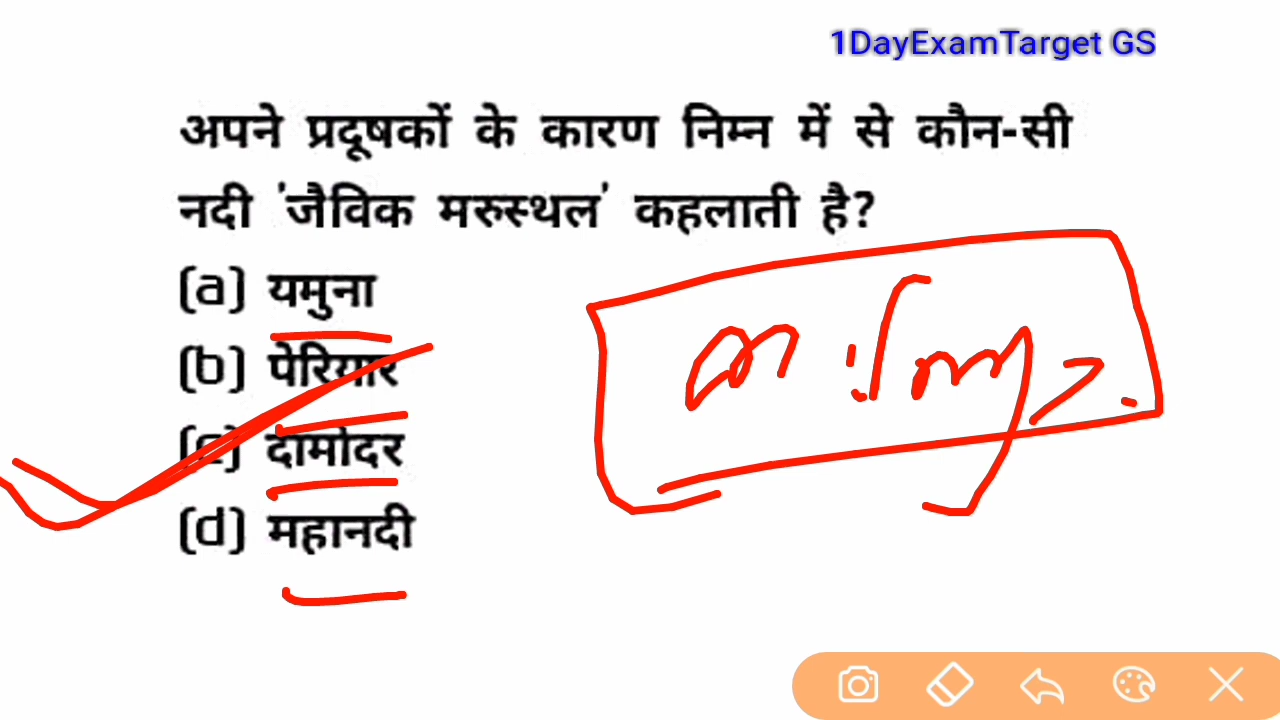 1DayExamTarget GS
अपने प्रदूषकों के कारण निम्न में से कौन-सी
नदी 'जैविक मरुस्थल' कहलाती है?
(a) यमुना
(b) पेरियार
(c) दामोदर
(d) महानदी